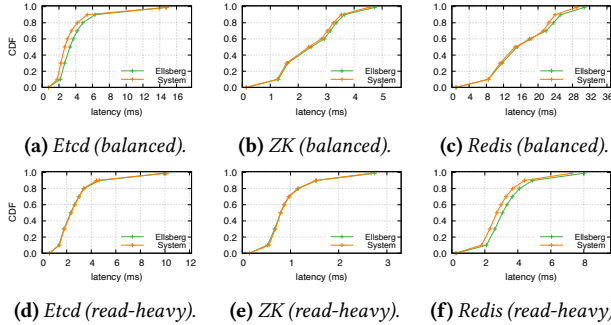 CDF
1.0
0.8
0.6
0.4
0.2
0.0
Ellsberg
System
0 2 4 6 8 10 12 14 16
latency (ms)
(a) Etcd (balanced).
1.0
0.8
0.6
0.4
0.2
0.0
Ellsberg
System
0 1 2 3 4 5
latency (ms)
(b) ZK (balanced).
1.0
0.8
0.6
0.4
0.2
0.0
Ellsberg
System
0 4 8 12 16 20 24 28 32 36
latency (ms)
(c) Redis (balanced).
CDF
1.0
0.8
0.6
0.4
0.2
0.0
Ellsberg
System
0 2 4 6 8 10 12
latency (ms)
(d) Etcd (read-heavy).
1.0
0.8
0.6
0.4
0.2
0.0
Ellsberg
System
0 1 2 3
latency (ms)
(e) ZK (read-heavy).
1.0
0.8
0.6
0.4
0.2
0.0
Ellsberg
System
0 2 4 6 8
latency (ms)
(f) Redis (read-heavy)